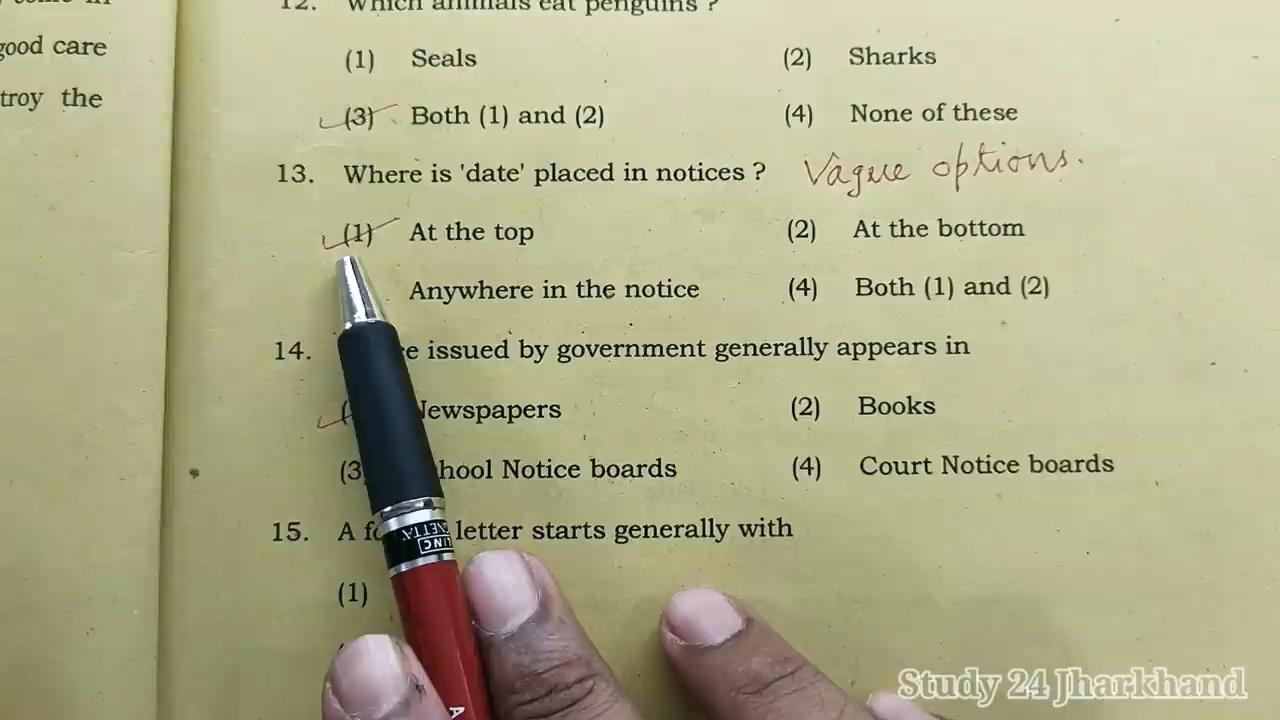 good care
troy the
12. Which animals eat penguins ?
(1) Seals (2) Sharks
(3) Both (1) and (2) (4) None of these
13. Where is 'date' placed in notices ? Vague options.
(1) At the top (2) At the bottom
Anywhere in the notice (4) Both (1) and (2)
14. issued by government generally appears in
Newspapers (2) Books
(3 Notice boards (4) Court Notice boards
15. A letter starts generally with
(1)
Study 24 Jharkhand